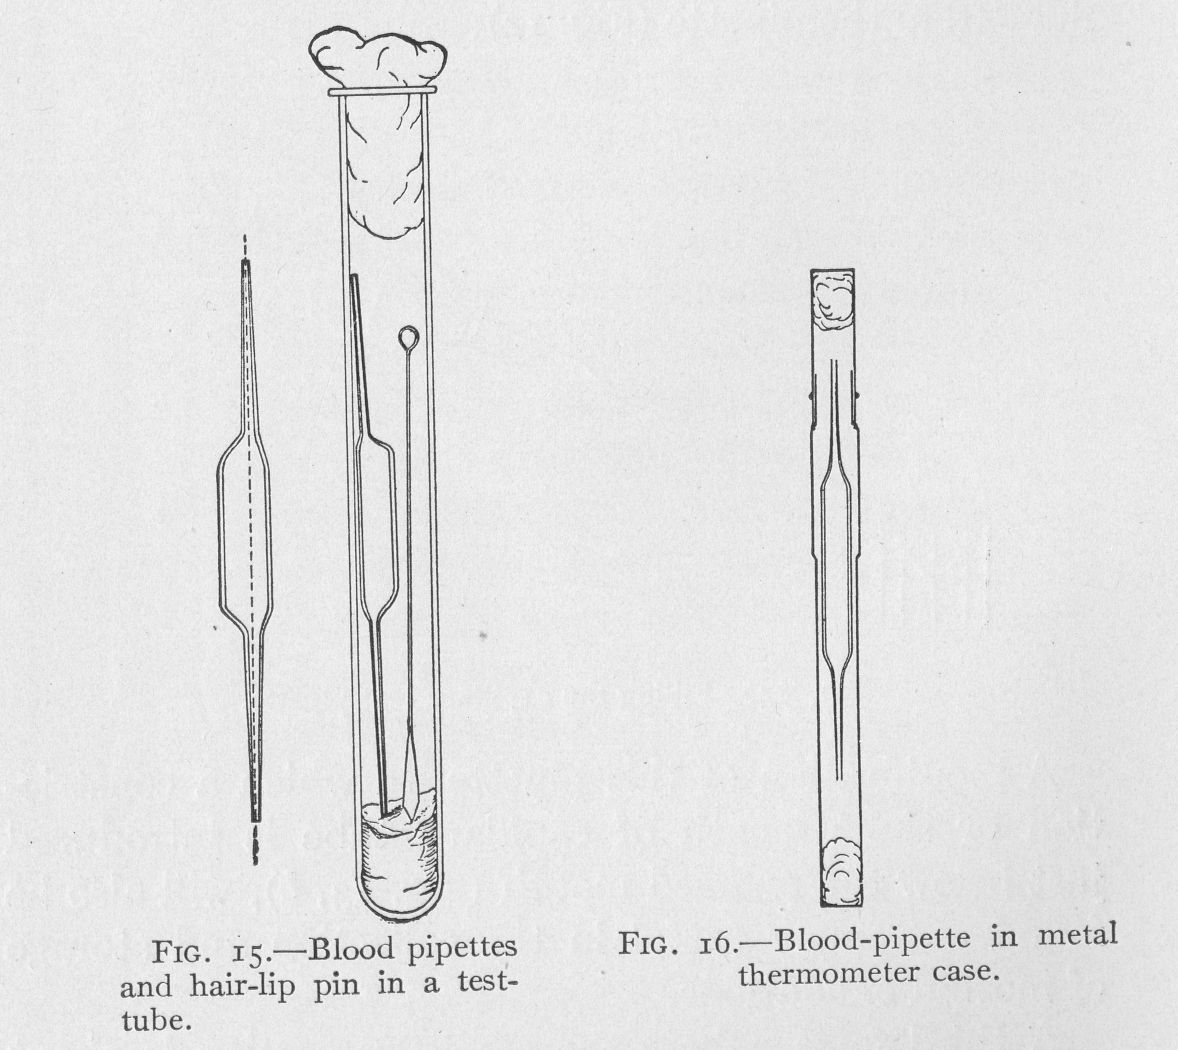 FIG. 15.—Blood pipettes
and hair-lip pin in a test-
tube.
FIG. 16.—Blood-pipette in metal
thermometer case.